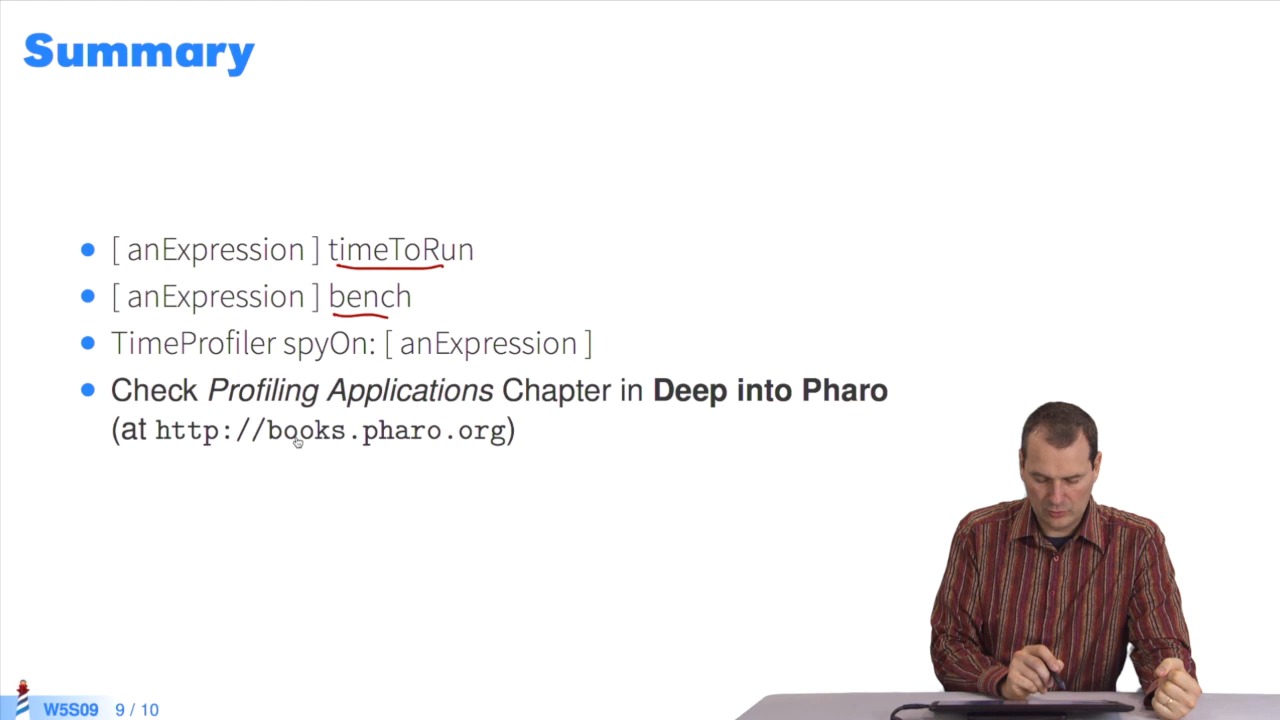 Summary
[ anExpression ] timeToRun
[ anExpression ] bench
TimeProfiler spyOn: [ anExpression ]
Check Profiling Applications Chapter in Deep into Pharo
(at http://books.pharo.org)
W5S09 9 / 10